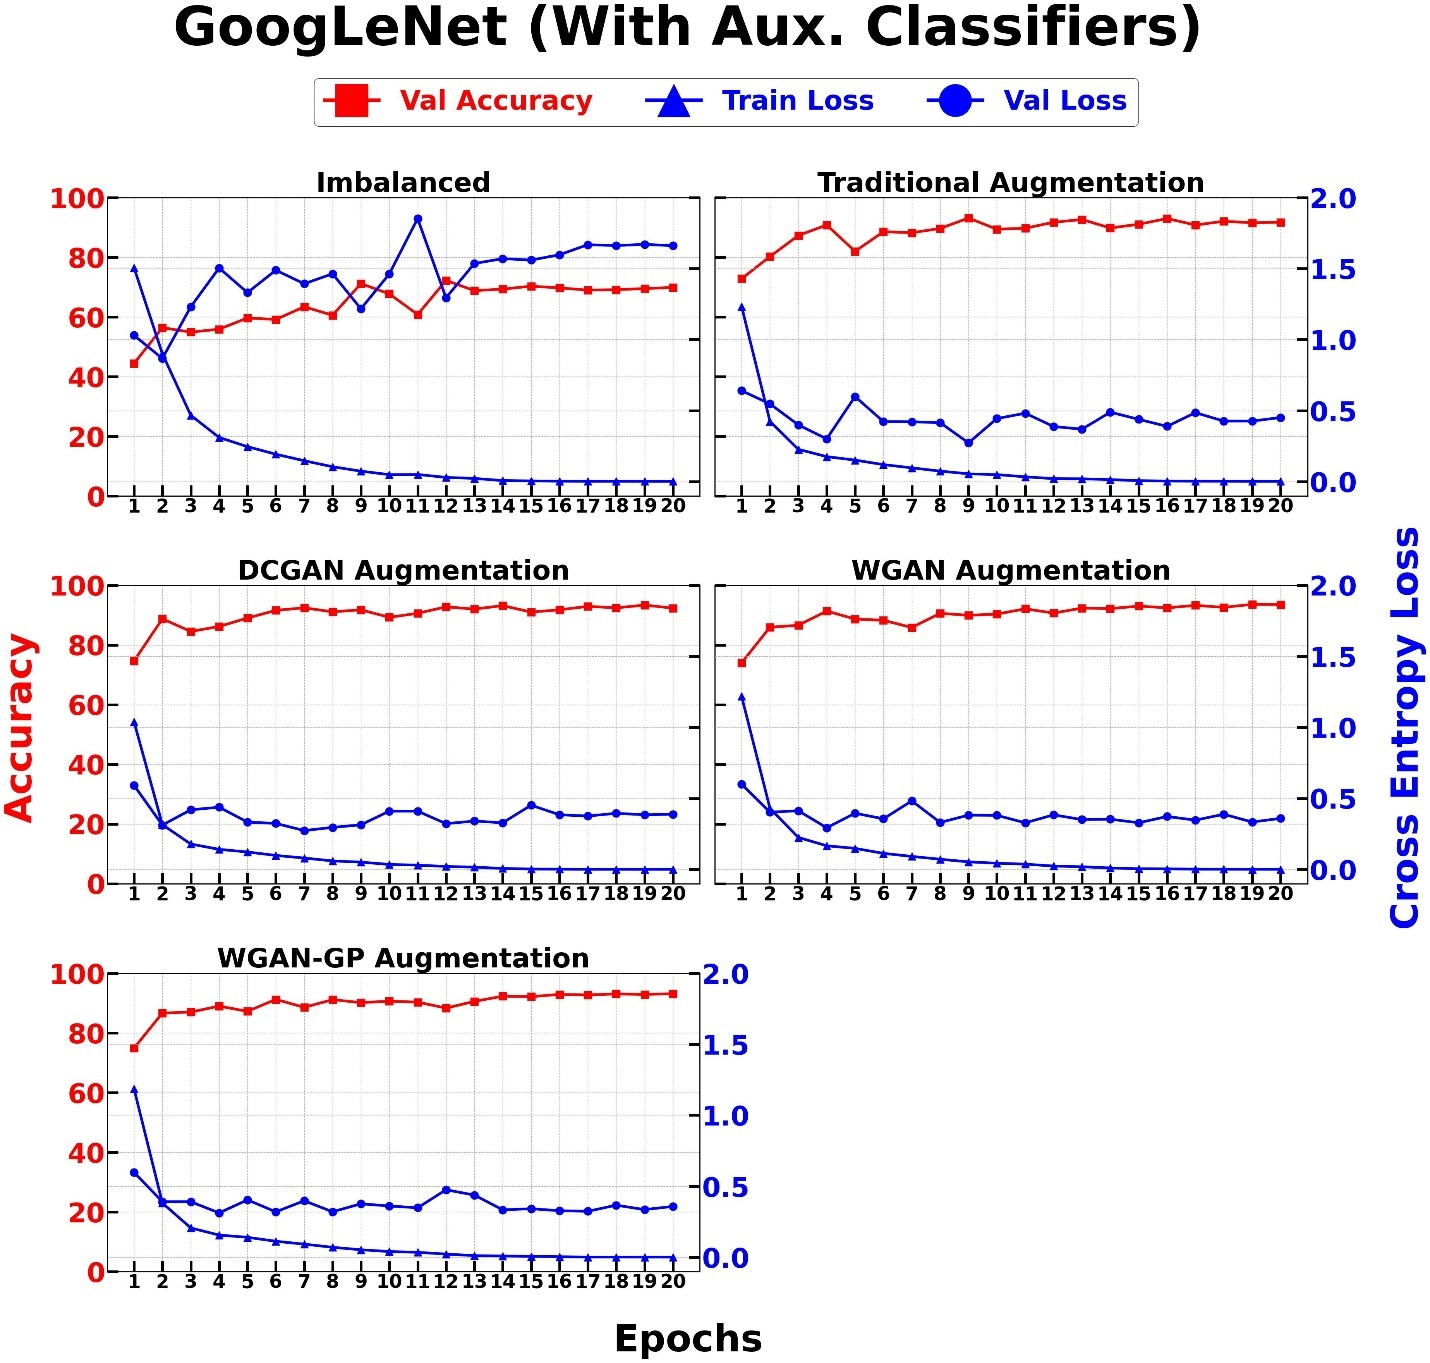 GoogLeNet (With Aux. Classifiers)
Val Accuracy Train Loss Val Loss
Imbalanced Traditional Augmentation
100 2.0
80 1.5
60 1.0
40 0.5
20 0.0
0
1 2 3 4 5 6 7 8 9 10 11 12 13 14 15 16 17 18 19 20 1 2 3 4 5 6 7 8 9 10 11 12 13 14 15 16 17 18 19 20
DCGAN Augmentation WGAN Augmentation
100 2.0
80 1.5
60 1.0
40 0.5
20 0.0
0
1 2 3 4 5 6 7 8 9 10 11 12 13 14 15 16 17 18 19 20 1 2 3 4 5 6 7 8 9 10 11 12 13 14 15 16 17 18 19 20
Accuracy
Cross Entropy Loss
WGAN-GP Augmentation
100 2.0
80 1.5
60 1.0
40 0.5
20 0.0
0
1 2 3 4 5 6 7 8 9 10 11 12 13 14 15 16 17 18 19 20
Epochs